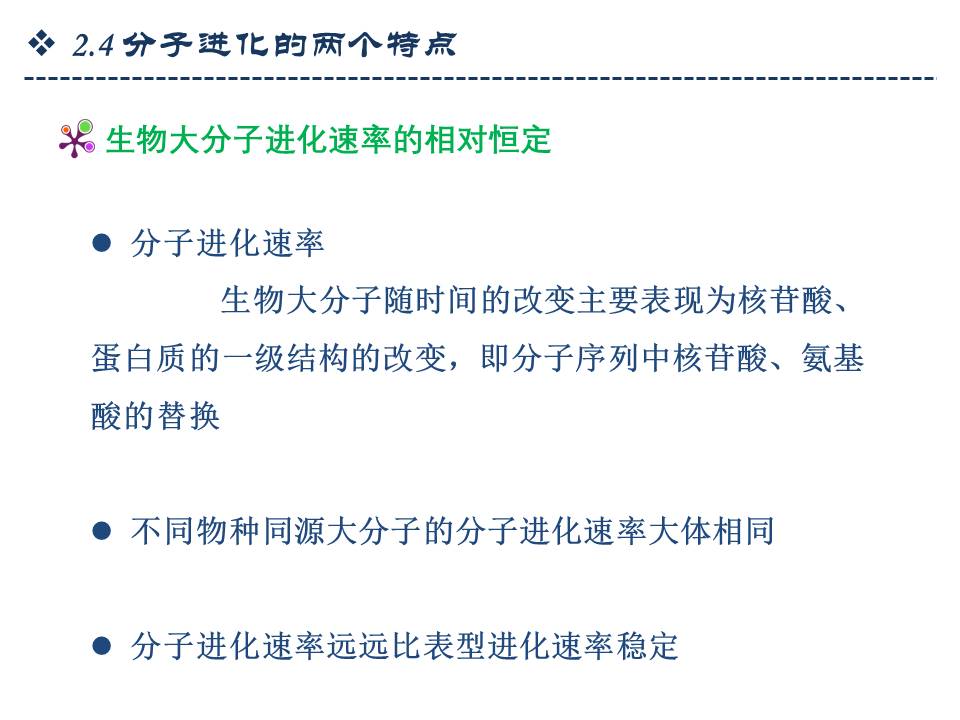 2.4 分子进化的两个特点
生物大分子进化速率的相对恒定
分子进化速率
生物大分子随时间的改变主要表现为核苷酸、
蛋白质的一级结构的改变，即分子序列中核苷酸、氨基
酸的替换
不同物种同源大分子的分子进化速率大体相同
分子进化速率远远比表型进化速率稳定